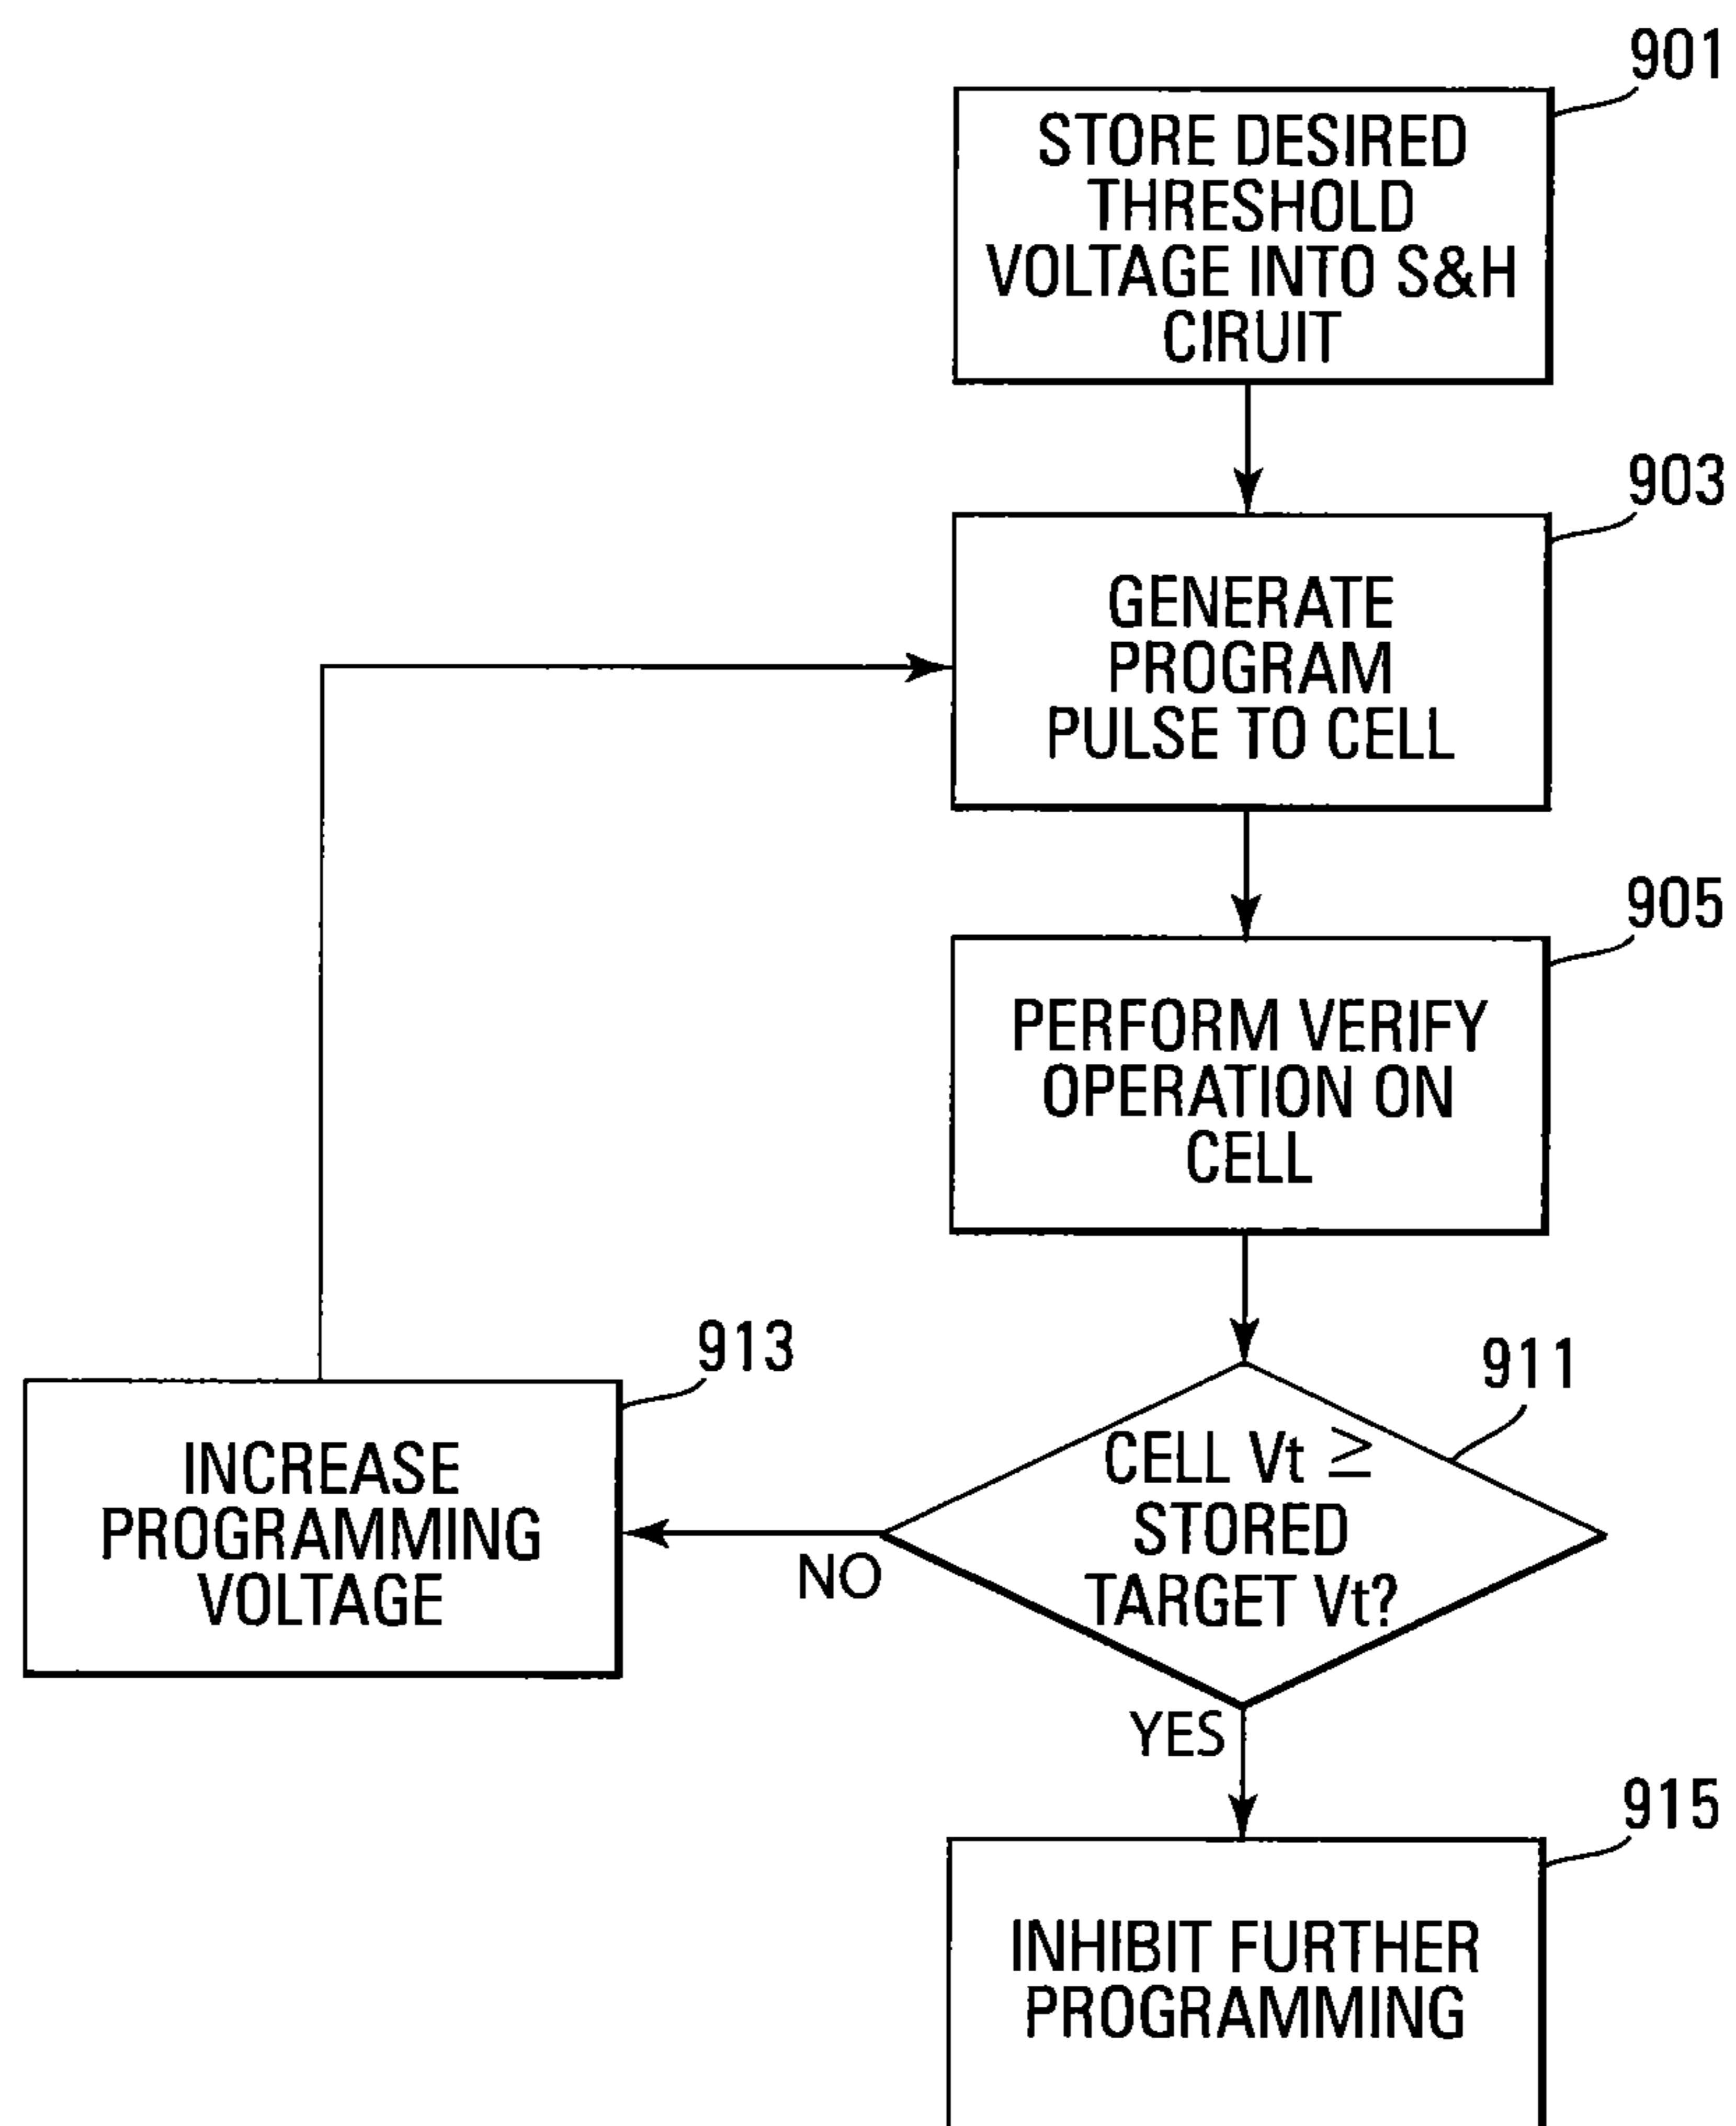 901
STORE DESIRED
THRESHOLD
VOLTAGE INTO S&H
CIRUIT
903
GENERATE
PROGRAM
PULSE TO CELL
905
PERFORM VERIFY
OPERATION ON
CELL
911
CELL Vt ≥
STORED
TARGET Vt?
NO
913
INCREASE
PROGRAMMING
VOLTAGE
YES
915
INHIBIT FURTHER
PROGRAMMING